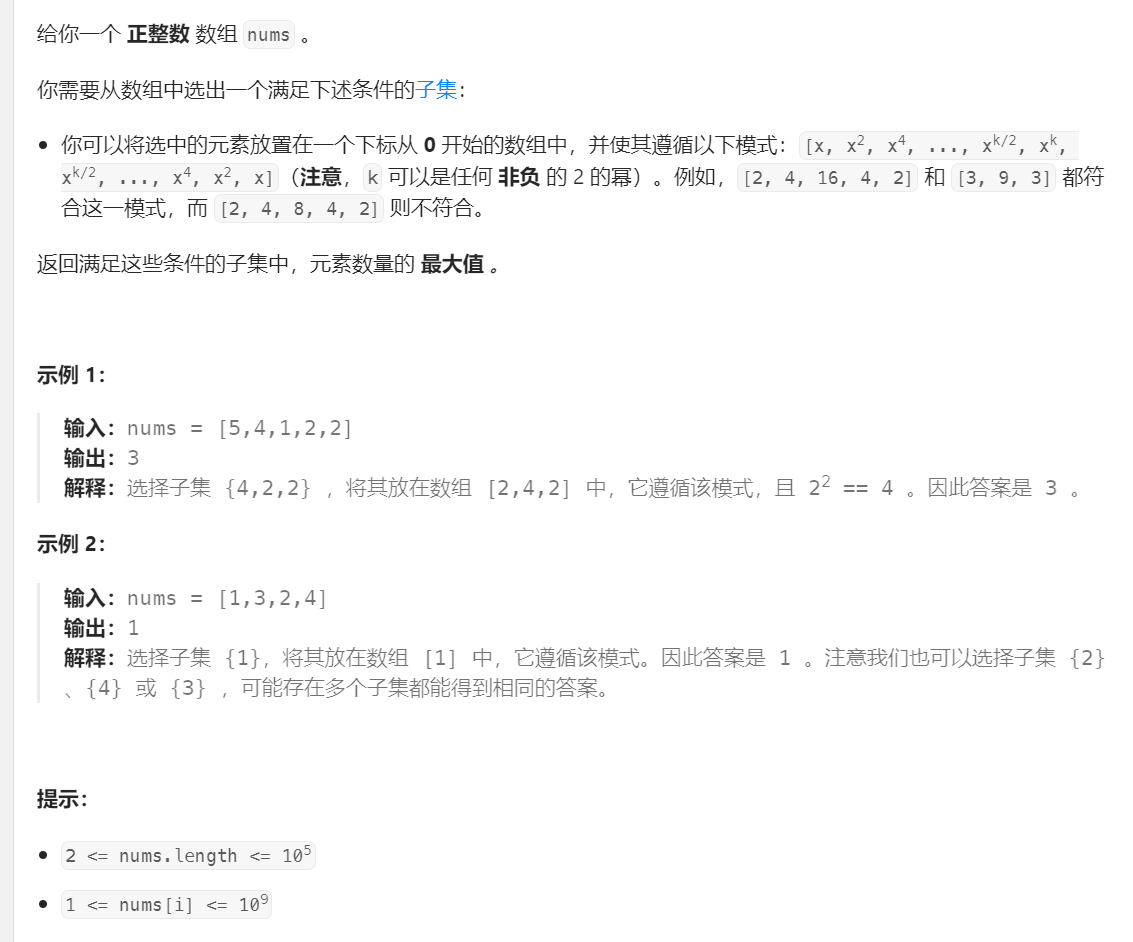 给你一个 正整数 数组 nums 。
你需要从数组中选出一个满足下述条件的子集：
• 你可以将选中的元素放置在一个下标从 0 开始的数组中，并使其遵循以下模式：[x, x², x⁴, ..., xᵏ/², xᵏ,
xᵏ/², ..., x⁴, x², x]（注意，k 可以是任何 非负 的 2 的幂）。例如，[2, 4, 16, 4, 2] 和 [3, 9, 3] 都符
合这一模式，而 [2, 4, 8, 4, 2] 则不符合。
返回满足这些条件的子集中，元素数量的 最大值 。
示例 1：
输入：nums = [5,4,1,2,2]
输出：3
解释：选择子集 {4,2,2} ，将其放在数组 [2,4,2] 中，它遵循该模式，且 2² == 4 。因此答案是 3 。
示例 2：
输入：nums = [1,3,2,4]
输出：1
解释：选择子集 {1}，将其放在数组 [1] 中，它遵循该模式。因此答案是 1 。注意我们也可以选择子集 {2}
、{4} 或 {3} ，可能存在多个子集都能得到相同的答案。
提示：
• 2 <= nums.length <= 10⁵
• 1 <= nums[i] <= 10⁹